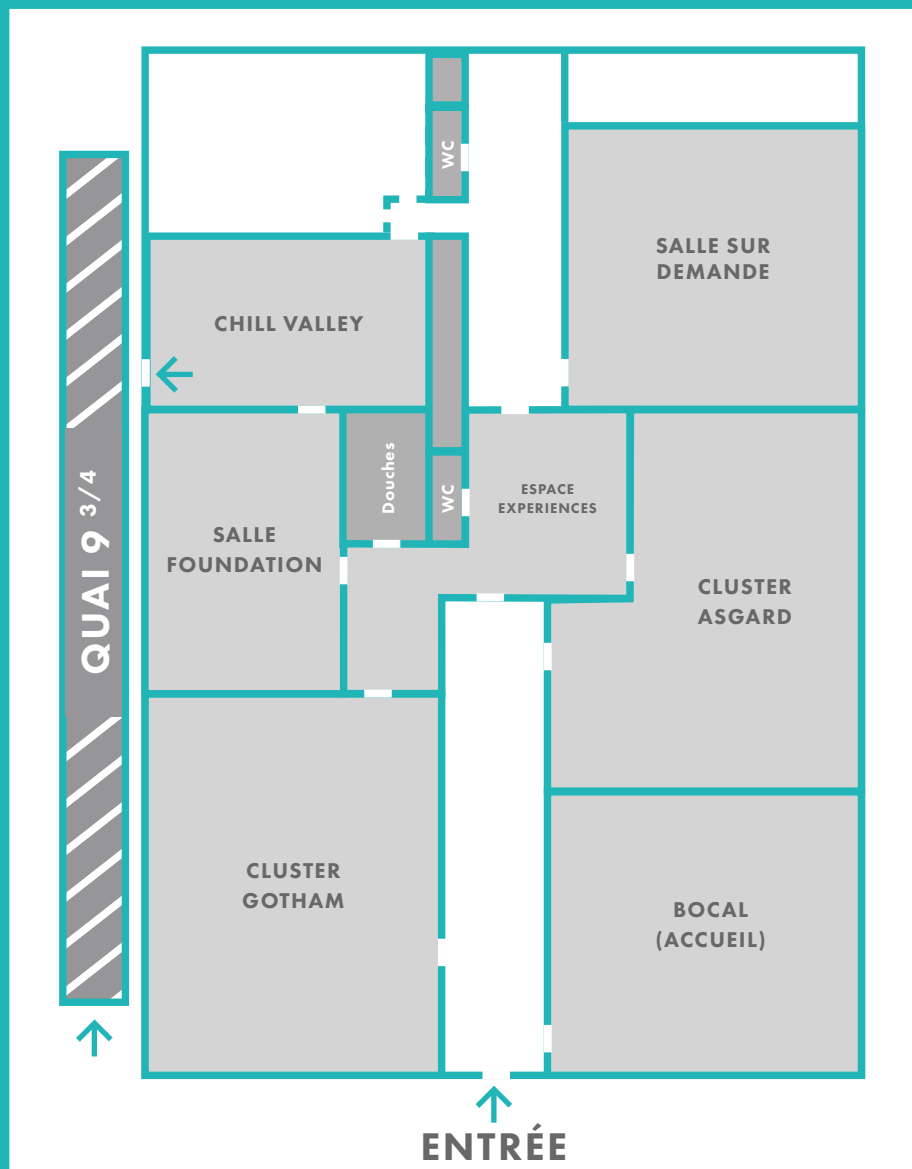 WC
SALLE SUR
DEMANDE
CHILL VALLEY
QUAI 9 3/4
Douches
WC
ESPACE
EXPERIENCES
SALLE
FOUNDATION
CLUSTER
ASGARD
CLUSTER
GOTHAM
BOCAL
(ACCUEIL)
ENTRÉE